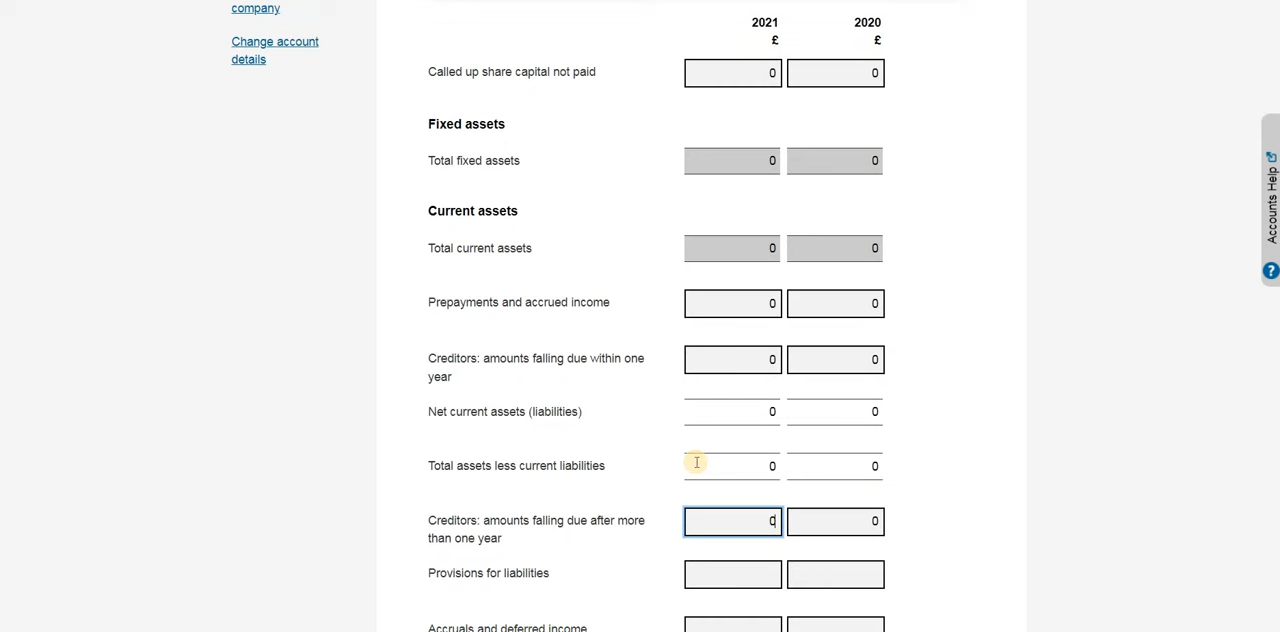 company
Change account
details
2021 2020
£ £
Called up share capital not paid 0 0
Fixed assets
Total fixed assets 0 0
Current assets
Total current assets 0 0
Prepayments and accrued income 0 0
Creditors: amounts falling due within one
year 0 0
Net current assets (liabilities) 0 0
Total assets less current liabilities 0 0
Creditors: amounts falling due after more
than one year 0 0
Provisions for liabilities
Accruals and deferred income
Accounts Help
?